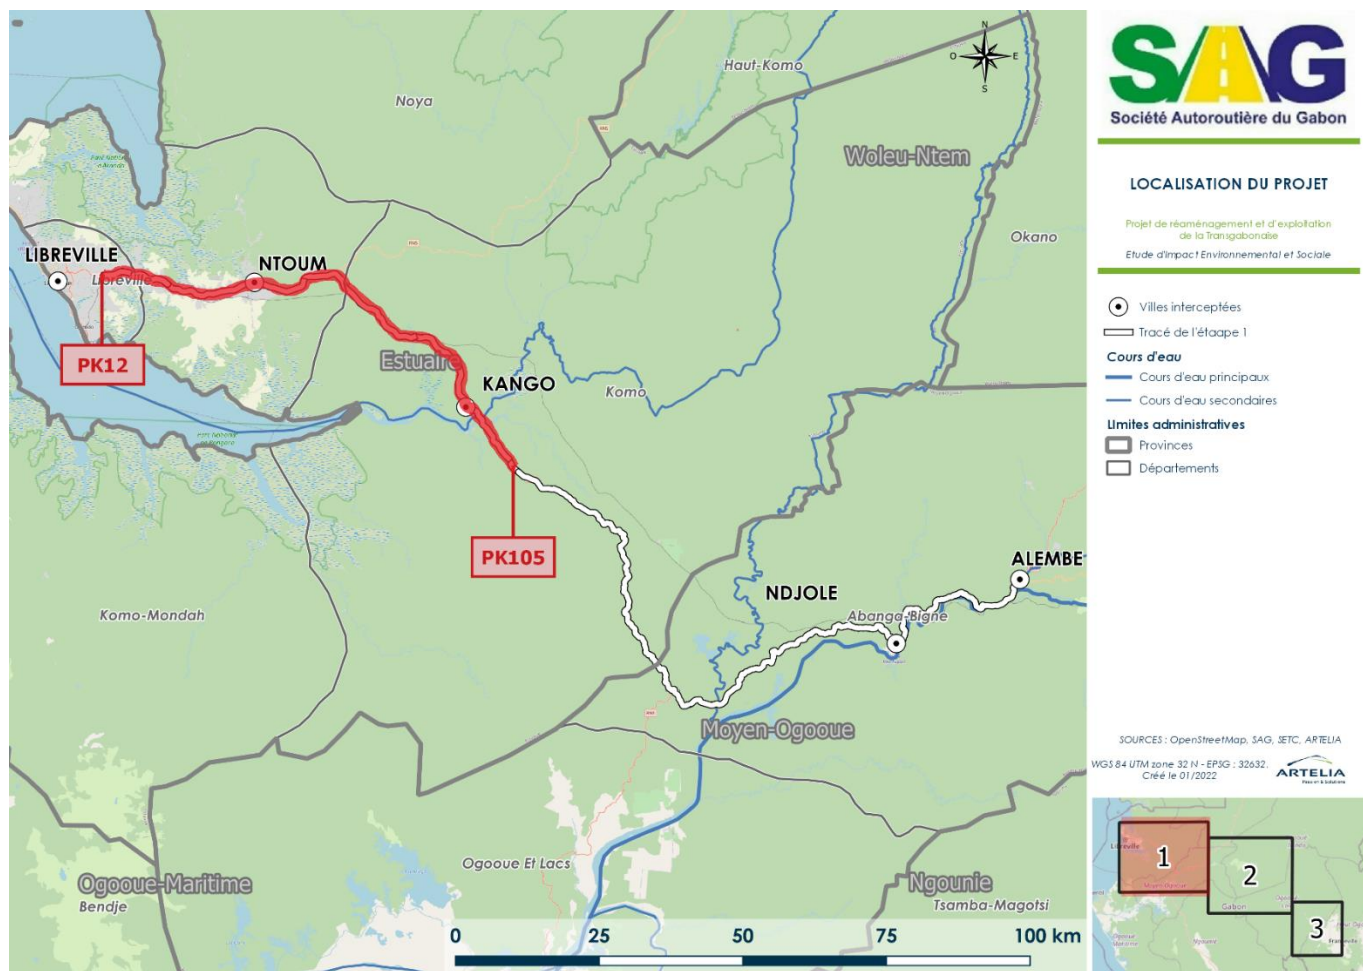 N
O
E
S
Haut-Komo
Noya
Woleu-Ntem
Okano
LIBREVILLE
Libreville
NTOUM
PK12
Estuaire
KANGO
Komo
PK105
Komo-Mondah
NDJOLE
ALEMBE
Abanga-Bigne
Moyen-Ogooue
Ogooue Et Lacs
Ogooue-Maritime
Bendje
Ngounie
Tsamba-Magotsi
0 25 50 75 100 km
SAG
Société Autoroutière du Gabon
LOCALISATION DU PROJET
Projet de réaménagement et d'exploitation
de la Transgabonaise
Etude d'Impact Environnemental et Sociale
Villes interceptées
Tracé de l'étaape 1
Cours d'eau
Cours d'eau principaux
Cours d'eau secondaires
Limites administratives
Provinces
Départements
SOURCES : OpenStreetMap, SAG, SETC, ARTELIA
WGS 84 UTM zone 32 N - EPSG : 32632.
Créé le 01/2022
ARTELIA
Libreville
1
2
3
Gabon